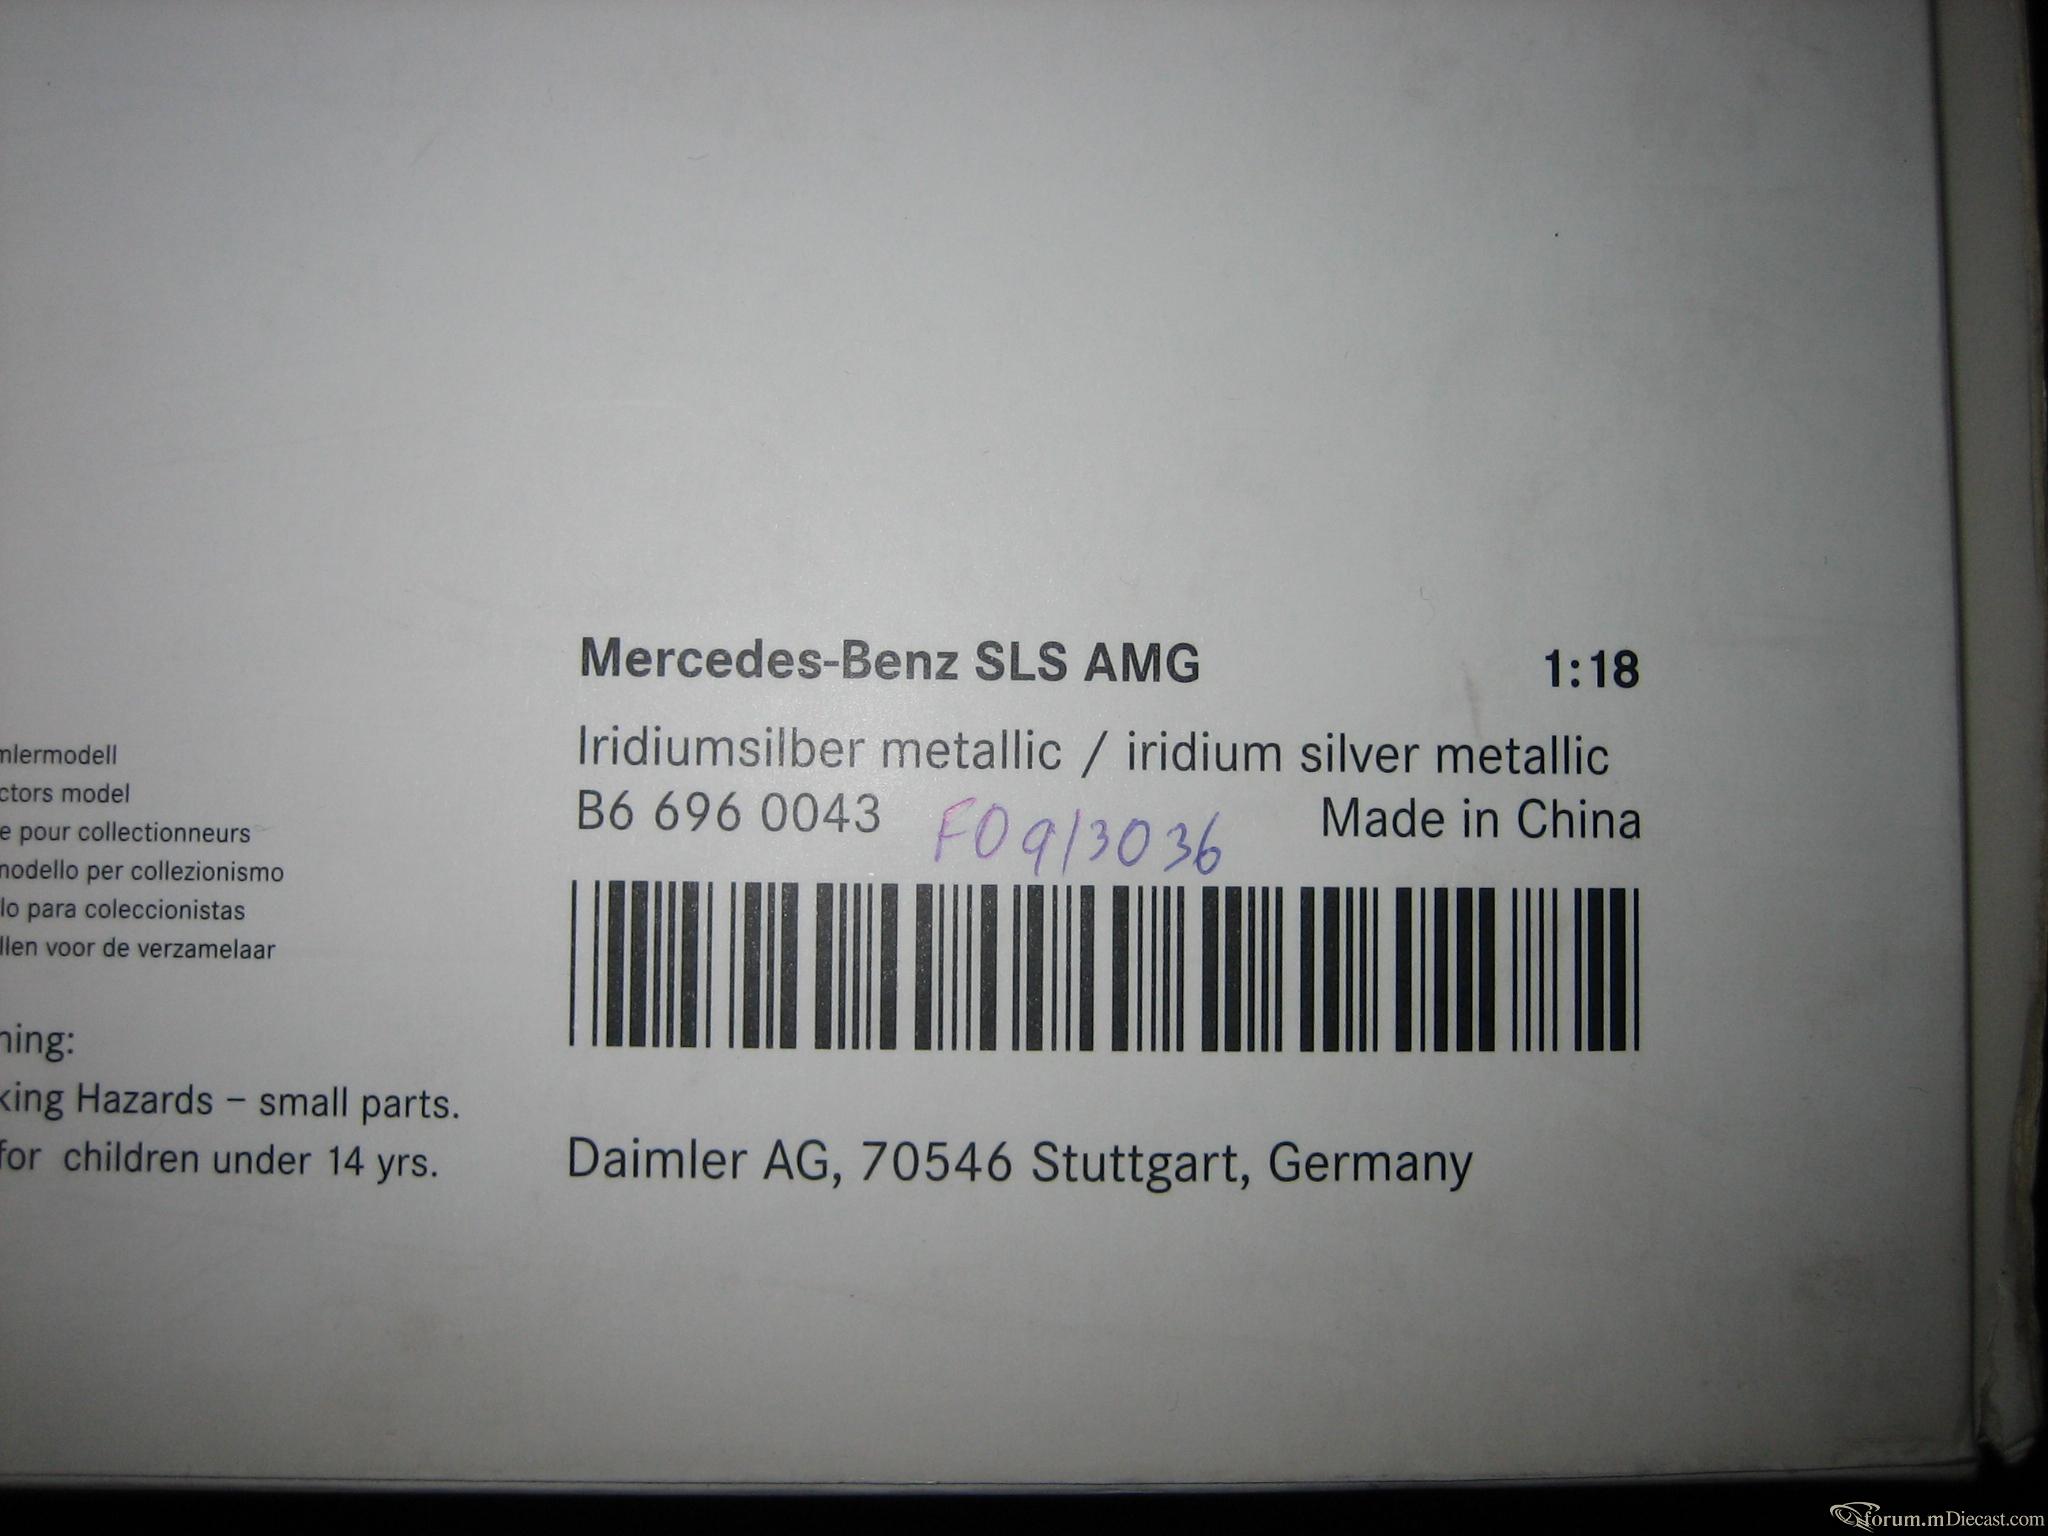 Mercedes-Benz SLS AMG 1:18
Iridiumsilber metallic / iridium silver metallic
B6 696 0043 F09/3036 Made in China
mlermodell
ctors model
e pour collectionneurs
modello per collezionismo
lo para coleccionistas
llen voor de verzamelaar
ning:
king Hazards – small parts.
for children under 14 yrs.
Daimler AG, 70546 Stuttgart, Germany
forum.mDiecast.com